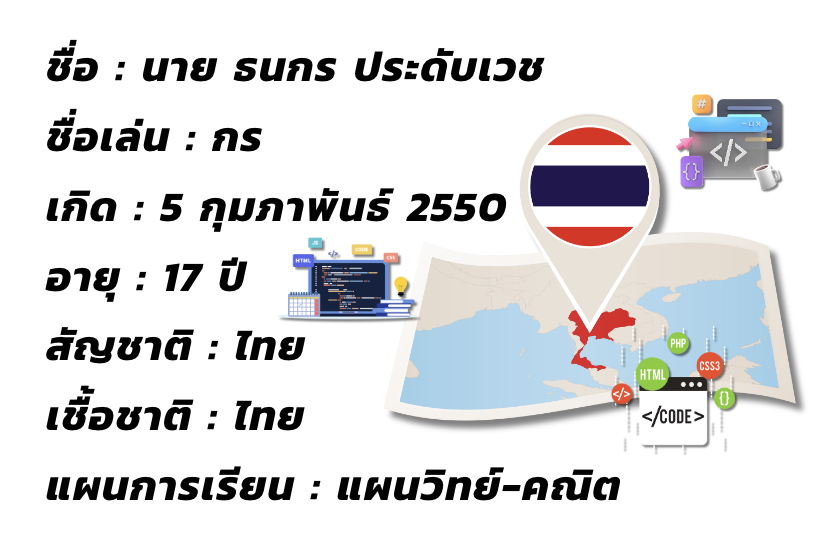 ชื่อ : นาย ธนกร ประดับเวช
ชื่อเล่น : กร
เกิด : 5 กุมภาพันธ์ 2550
อายุ : 17 ปี
สัญชาติ : ไทย
เชื้อชาติ : ไทย
แผนการเรียน : แผนวิทย์-คณิต
#
</>
{}
JS
</>
CODE
HTML
CSS
PHP
HTML
CSS3
</>
{}
</CODE>